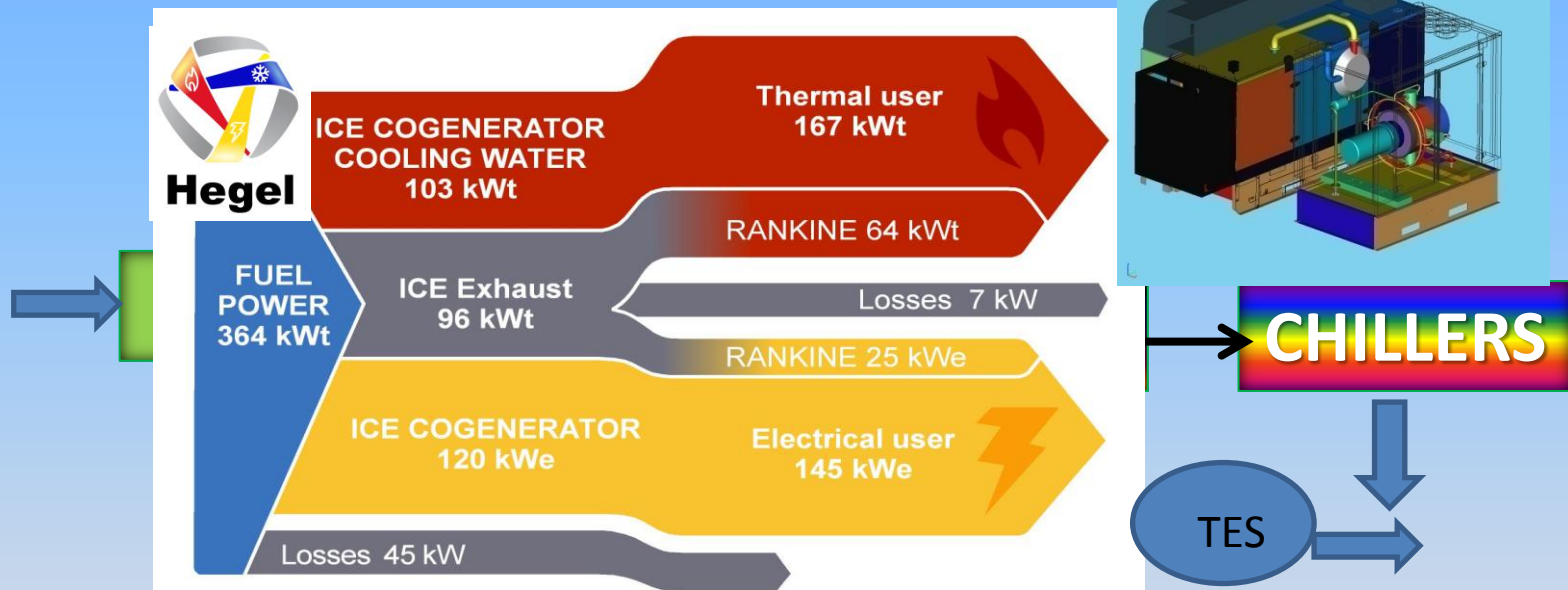 Hegel
ICE COGENERATOR
COOLING WATER
103 kWt
Thermal user
167 kWt
RANKINE 64 kWt
FUEL
POWER
364 kWt
ICE Exhaust
96 kWt
Losses 7 kW
RANKINE 25 kWe
ICE COGENERATOR
120 kWe
Electrical user
145 kWe
Losses 45 kW
CHILLERS
TES